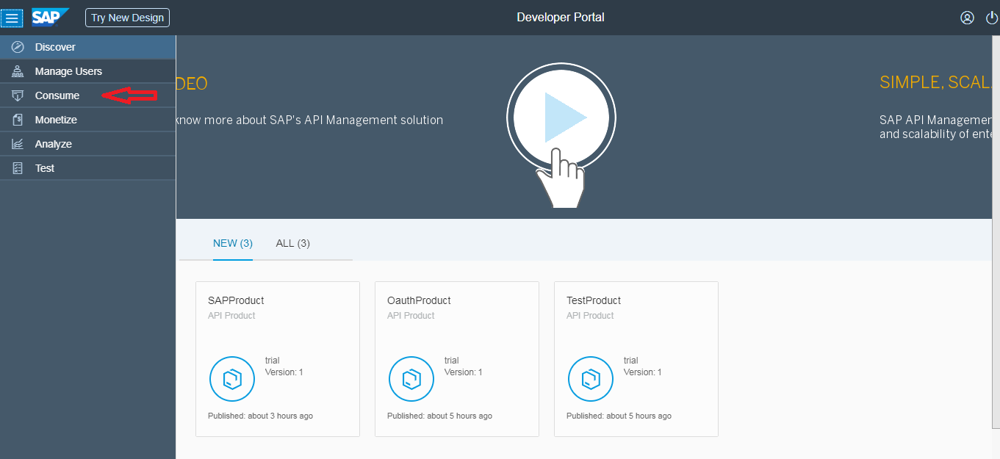 SAP
Try New Design
Developer Portal
Discover
Manage Users
Consume
Monetize
Analyze
Test
DEO
know more about SAP's API Management solution
SIMPLE, SCAL
SAP API Managemen
and scalability of ente
NEW (3)
ALL (3)
SAPProduct
API Product
trial
Version: 1
Published: about 3 hours ago
OauthProduct
API Product
trial
Version: 1
Published: about 5 hours ago
TestProduct
API Product
trial
Version: 1
Published: about 5 hours ago